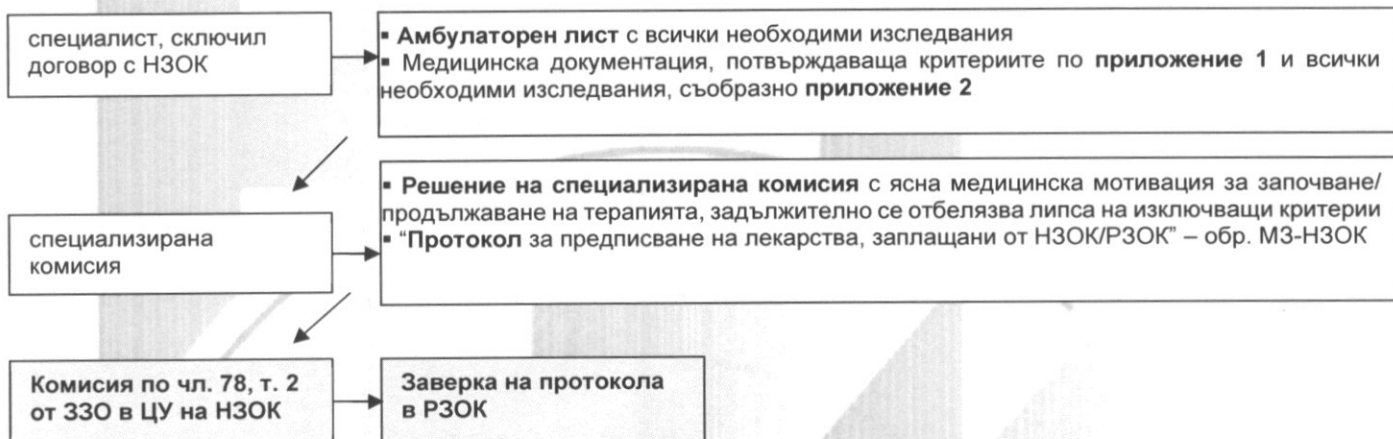 специалист, сключил
договор с НЗОК
▪ Амбулаторен лист с всички необходими изследвания
▪ Медицинска документация, потвърждаваща критериите по приложение 1 и всички
необходими изследвания, съобразно приложение 2
специализирана
комисия
▪ Решение на специализирана комисия с ясна медицинска мотивация за започване/
продължаване на терапията, задължително се отбелязва липса на изключващи критерии
▪ “Протокол за предписване на лекарства, заплащани от НЗОК/РЗОК” – обр. МЗ-НЗОК
Комисия по чл. 78, т. 2
от ЗЗО в ЦУ на НЗОК
Заверка на протокола
в РЗОК